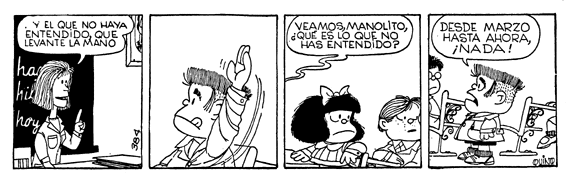 Y EL QUE NO HAYA
ENTENDIDO, QUE
LEVANTE LA MANO
ha
hi
hoy
384
VEAMOS, MANOLITO,
¿QUÉ ES LO QUE NO
HAS ENTENDIDO?
DESDE MARZO
HASTA AHORA,
¡NADA!
QUINO